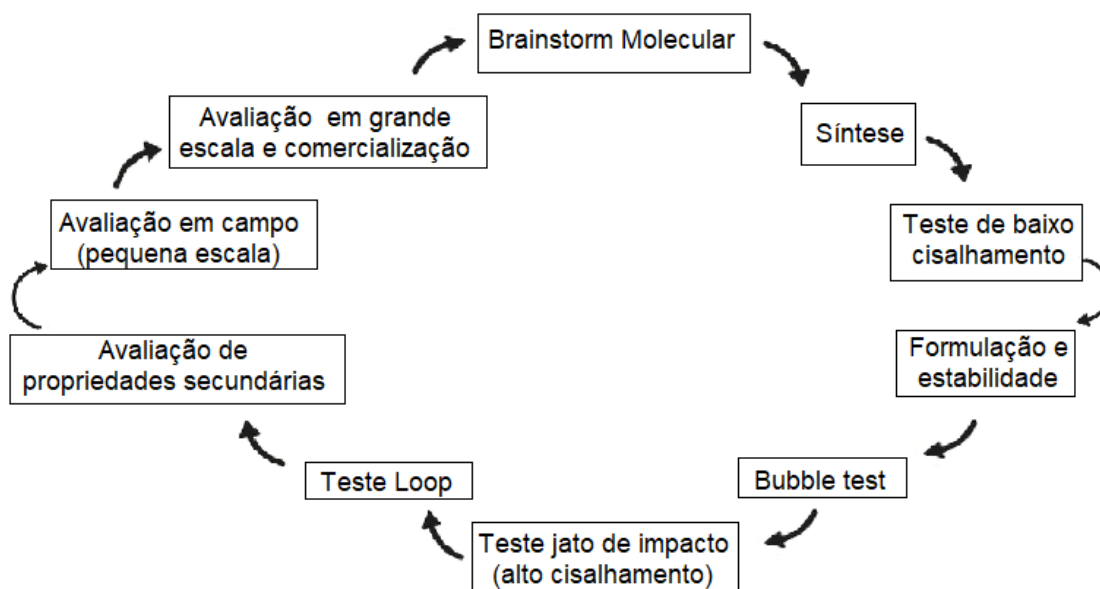 Brainstorm Molecular
Síntese
Teste de baixo
cisalhamento
Formulação e
estabilidade
Bubble test
Teste jato de impacto
(alto cisalhamento)
Teste Loop
Avaliação de
propriedades secundárias
Avaliação em campo
(pequena escala)
Avaliação em grande
escala e comercialização